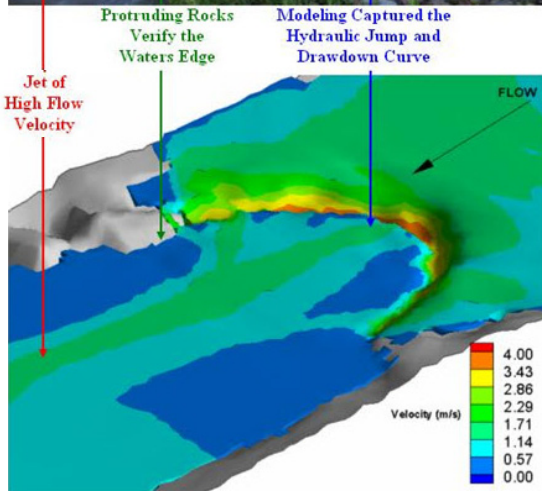 Protruding Rocks
Verify the
Waters Edge
Modeling Captured the
Hydraulic Jump and
Drawdown Curve
Jet of
High Flow
Velocity
FLOW
Velocity (m/s)
4.00
3.43
2.86
2.29
1.71
1.14
0.57
0.00